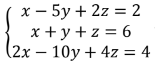 x − 5y + 2z = 2
x + y + z = 6
2x − 10y + 4z = 4